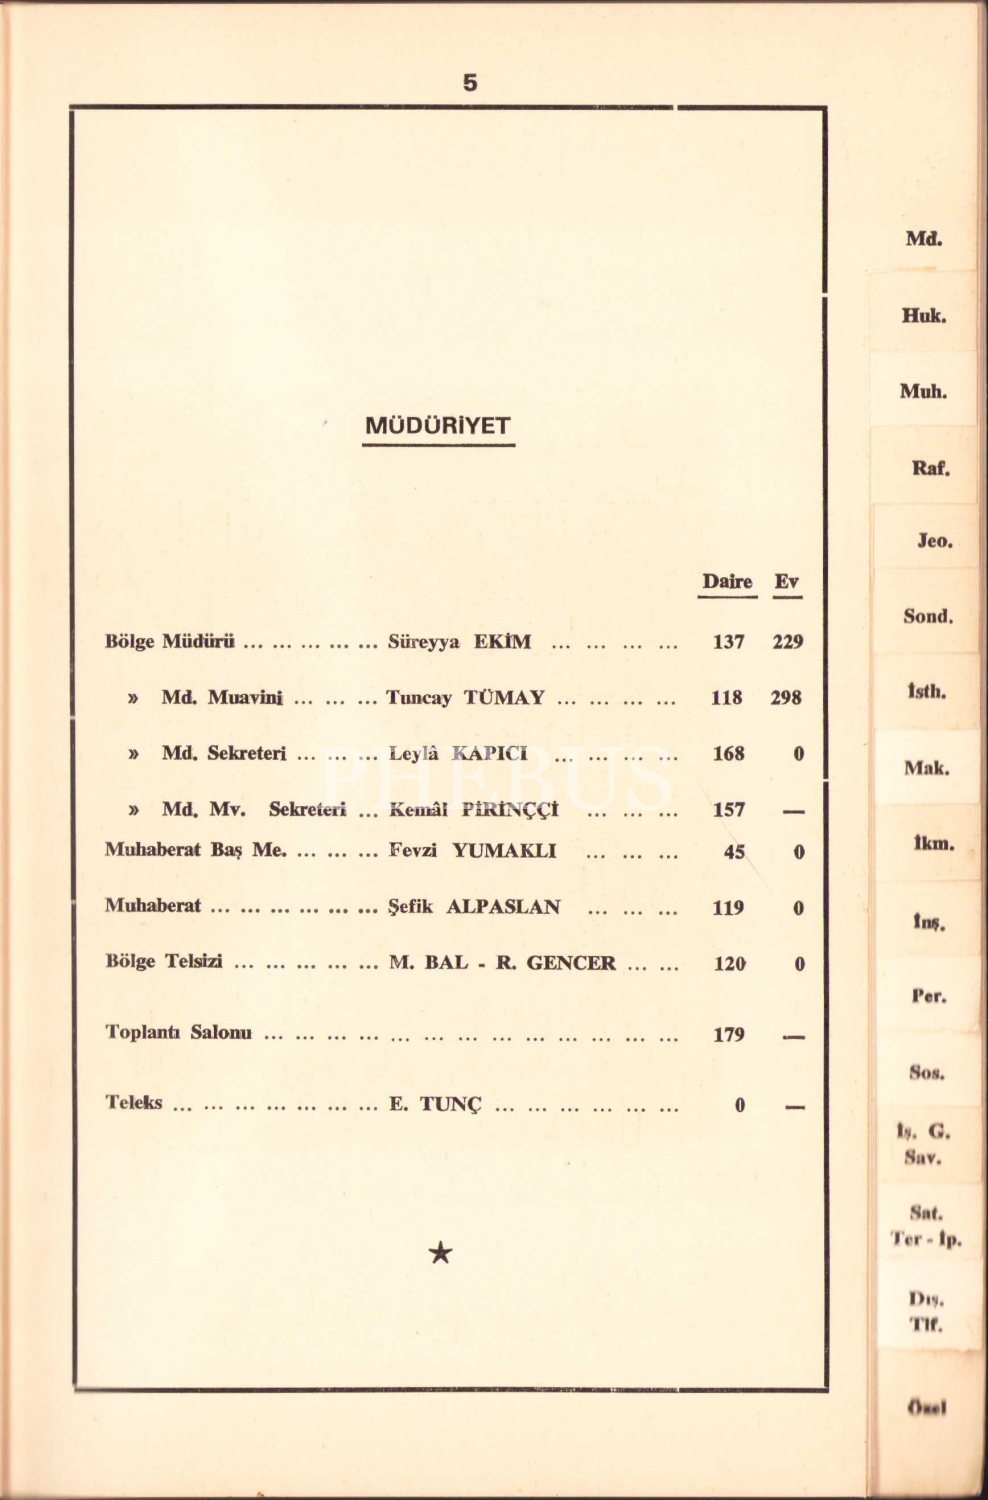 5
MÜDÜRİYET
Daire Ev
Bölge Müdürü ... ... ... ... ... Süreyya EKİM ... ... ... ... 137 229
» Md. Muavini ... ... ... Tuncay TÜMAY ... ... ... ... 118 298
» Md. Sekreteri ... ... ... Leylâ KAPICI ... ... ... ... 168 0
PHEBUS
» Md. Mv. Sekreteri ... Kemâl PİRİNÇÇİ ... ... ... 157 —
Muhaberat Baş Me. ... ... ... Fevzi YUMAKLI ... ... ... 45 0
Muhaberat ... ... ... ... ... ... Şefik ALPASLAN ... ... ... 119 0
Bölge Telsizi ... ... ... ... ... M. BAL - R. GENCER ... ... 120 0
Toplantı Salonu ... ... ... ... ... ... ... ... ... ... ... ... ... 179 —
Teleks ... ... ... ... ... ... ... E. TUNÇ ... ... ... ... ... ... 0 —
★
Md.
Huk.
Muh.
Raf.
Jeo.
Sond.
İsth.
Mak.
İkm.
İnş.
Per.
Sos.
İş. G.
Sav.
Sat.
Ter - İp.
Dış.
Tlf.
Özel